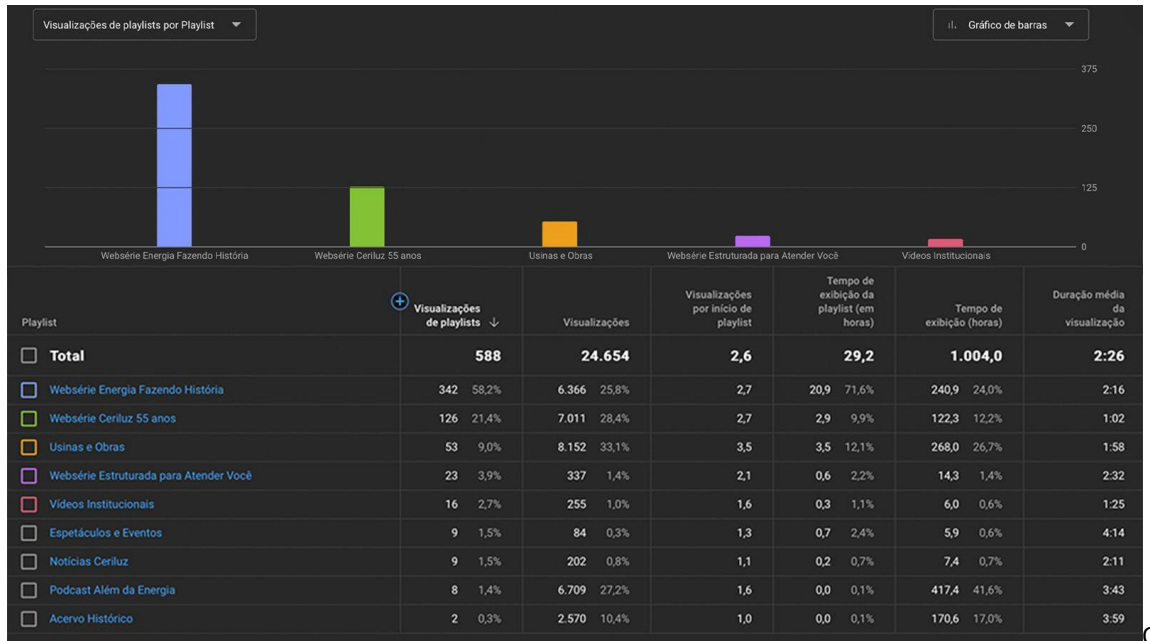 Visualizações de playlists por Playlist
Gráfico de barras
375
250
125
0
Websérie Energia Fazendo História Websérie Ceriluz 55 anos Usinas e Obras Websérie Estruturada para Atender Você Vídeos Institucionais
Playlist
Visualizações
de playlists
Visualizações
Visualizações
por início de
playlist
Tempo de
exibição da
playlist (em
horas)
Tempo de
exibição (horas)
Duração média
da
visualização
Total 588 24.654 2,6 29,2 1.004,0 2:26
Websérie Energia Fazendo História 342 58,2% 6.366 25,8% 2,7 20,9 71,6% 240,9 24,0% 2:16
Websérie Ceriluz 55 anos 126 21,4% 7.011 28,4% 2,7 2,9 9,9% 122,3 12,2% 1:02
Usinas e Obras 53 9,0% 8.152 33,1% 3,5 3,5 12,1% 268,0 26,7% 1:58
Websérie Estruturada para Atender Você 23 3,9% 337 1,4% 2,1 0,6 2,2% 14,3 1,4% 2:32
Vídeos Institucionais 16 2,7% 255 1,0% 1,6 0,3 1,1% 6,0 0,6% 1:25
Espetáculos e Eventos 9 1,5% 84 0,3% 1,3 0,7 2,4% 5,9 0,6% 4:14
Notícias Ceriluz 9 1,5% 202 0,8% 1,1 0,2 0,7% 7,4 0,7% 2:11
Podcast Além da Energia 8 1,4% 6.709 27,2% 1,6 0,0 0,1% 417,4 41,6% 3:43
Acervo Histórico 2 0,3% 2.570 10,4% 1,0 0,0 0,1% 170,6 17,0% 3:59